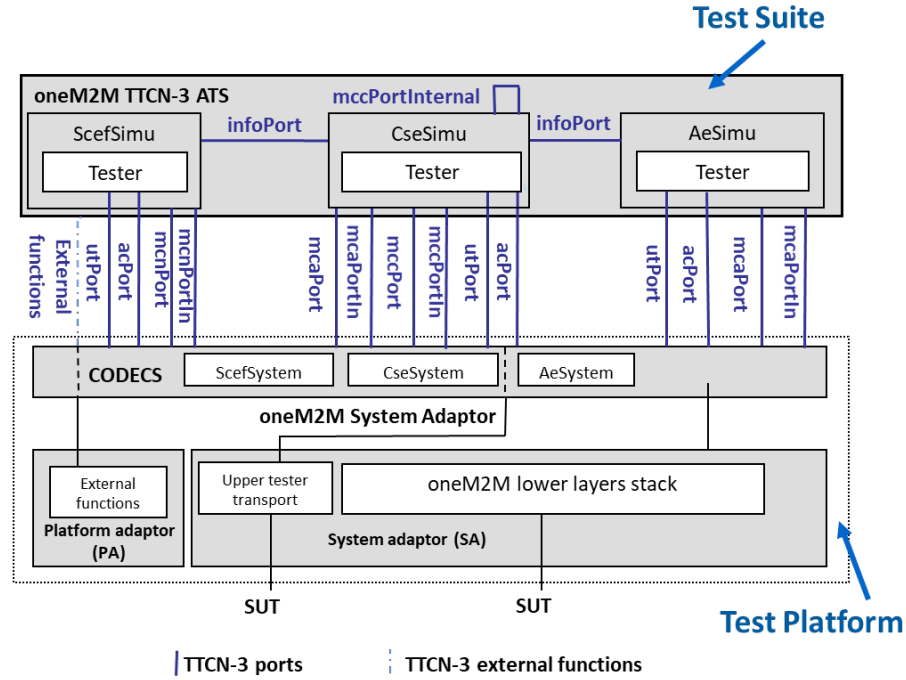 Test Suite
oneM2M TTCN-3 ATS
mccPortInternal
ScefSimu
infoPort
CseSimu
infoPort
AeSimu
Tester
Tester
Tester
External
functions
utPort
acPort
mcnPort
mcnPortIn
mcaPort
mcaPortIn
mccPort
mccPortIn
utPort
acPort
utPort
acPort
mcaPort
mcaPortIn
CODECS
ScefSystem
CseSystem
AeSystem
oneM2M System Adaptor
External
functions
Platform adaptor
(PA)
Upper tester
transport
oneM2M lower layers stack
System adaptor (SA)
SUT
SUT
Test Platform
TTCN-3 ports
TTCN-3 external functions